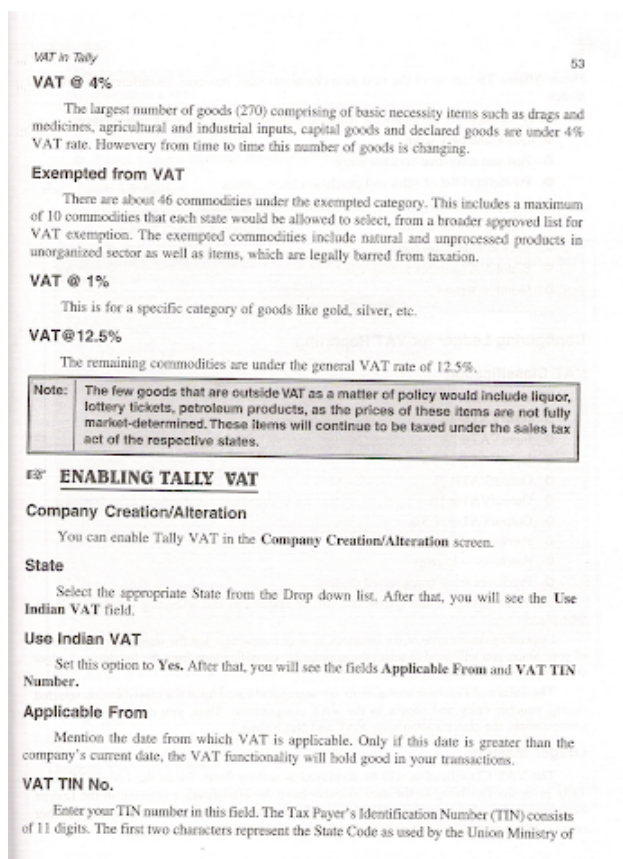 VAT in Tally
53
VAT @ 4%
The largest number of goods (270) comprising of basic necessity items such as drags and
medicines, agricultural and industrial inputs, capital goods and declared goods are under 4%
VAT rate. Howevery from time to time this number of goods is changing.
Exempted from VAT
There are about 46 commodities under the exempted category. This includes a maximum
of 10 commodities that each state would be allowed to select, from a broader approved list for
VAT exemption. The exempted commodities include natural and unprocessed products in
unorganized sector as well as items, which are legally barred from taxation.
VAT @ 1%
This is for a specific category of goods like gold, silver, etc.
VAT@12.5%
The remaining commodities are under the general VAT rate of 12.5%.
Note: The few goods that are outside VAT as a matter of policy would include liquor,
lottery tickets, petroleum products, as the prices of these items are not fully
market-determined. These items will continue to be taxed under the sales tax
act of the respective states.
☞ ENABLING TALLY VAT
Company Creation/Alteration
You can enable Tally VAT in the Company Creation/Alteration screen.
State
Select the appropriate State from the Drop down list. After that, you will see the Use
Indian VAT field.
Use Indian VAT
Set this option to Yes. After that, you will see the fields Applicable From and VAT TIN
Number.
Applicable From
Mention the date from which VAT is applicable. Only if this date is greater than the
company's current date, the VAT functionality will hold good in your transactions.
VAT TIN No.
Enter your TIN number in this field. The Tax Payer's Identification Number (TIN) consists
of 11 digits. The first two characters represent the State Code as used by the Union Ministry of